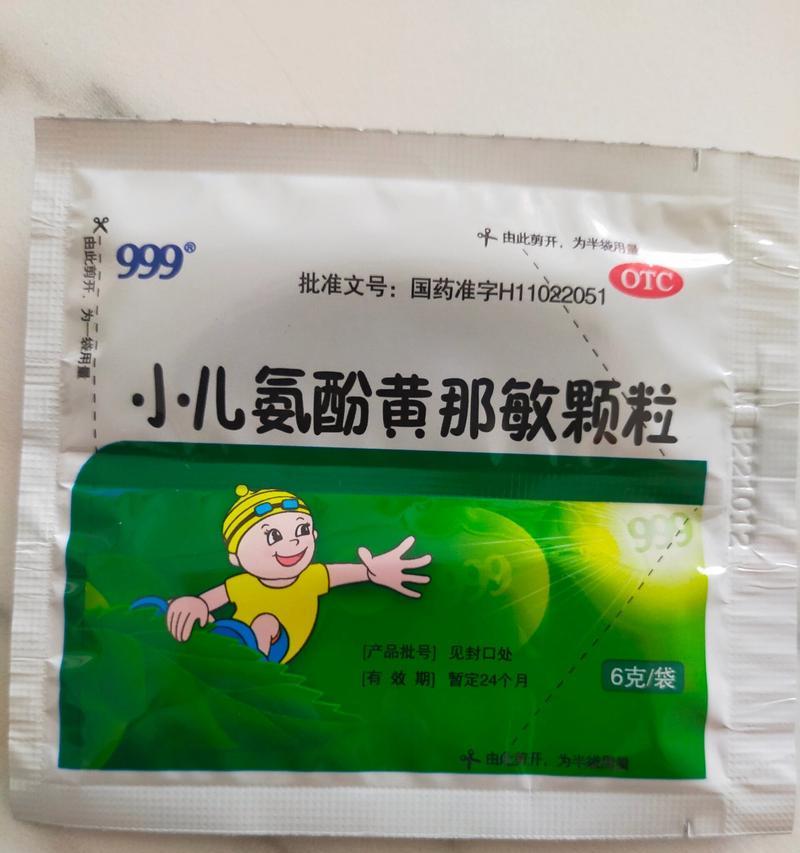 由此剪开，为一袋用量
999®
由此剪开，为半袋用量
批准文号：国药准字H11022051
OTC
小儿氨酚黄那敏颗粒
999
999
[产品批号] 见封口处
[有 效 期] 暂定24个月
6克/袋
由此剪开，为半袋用量